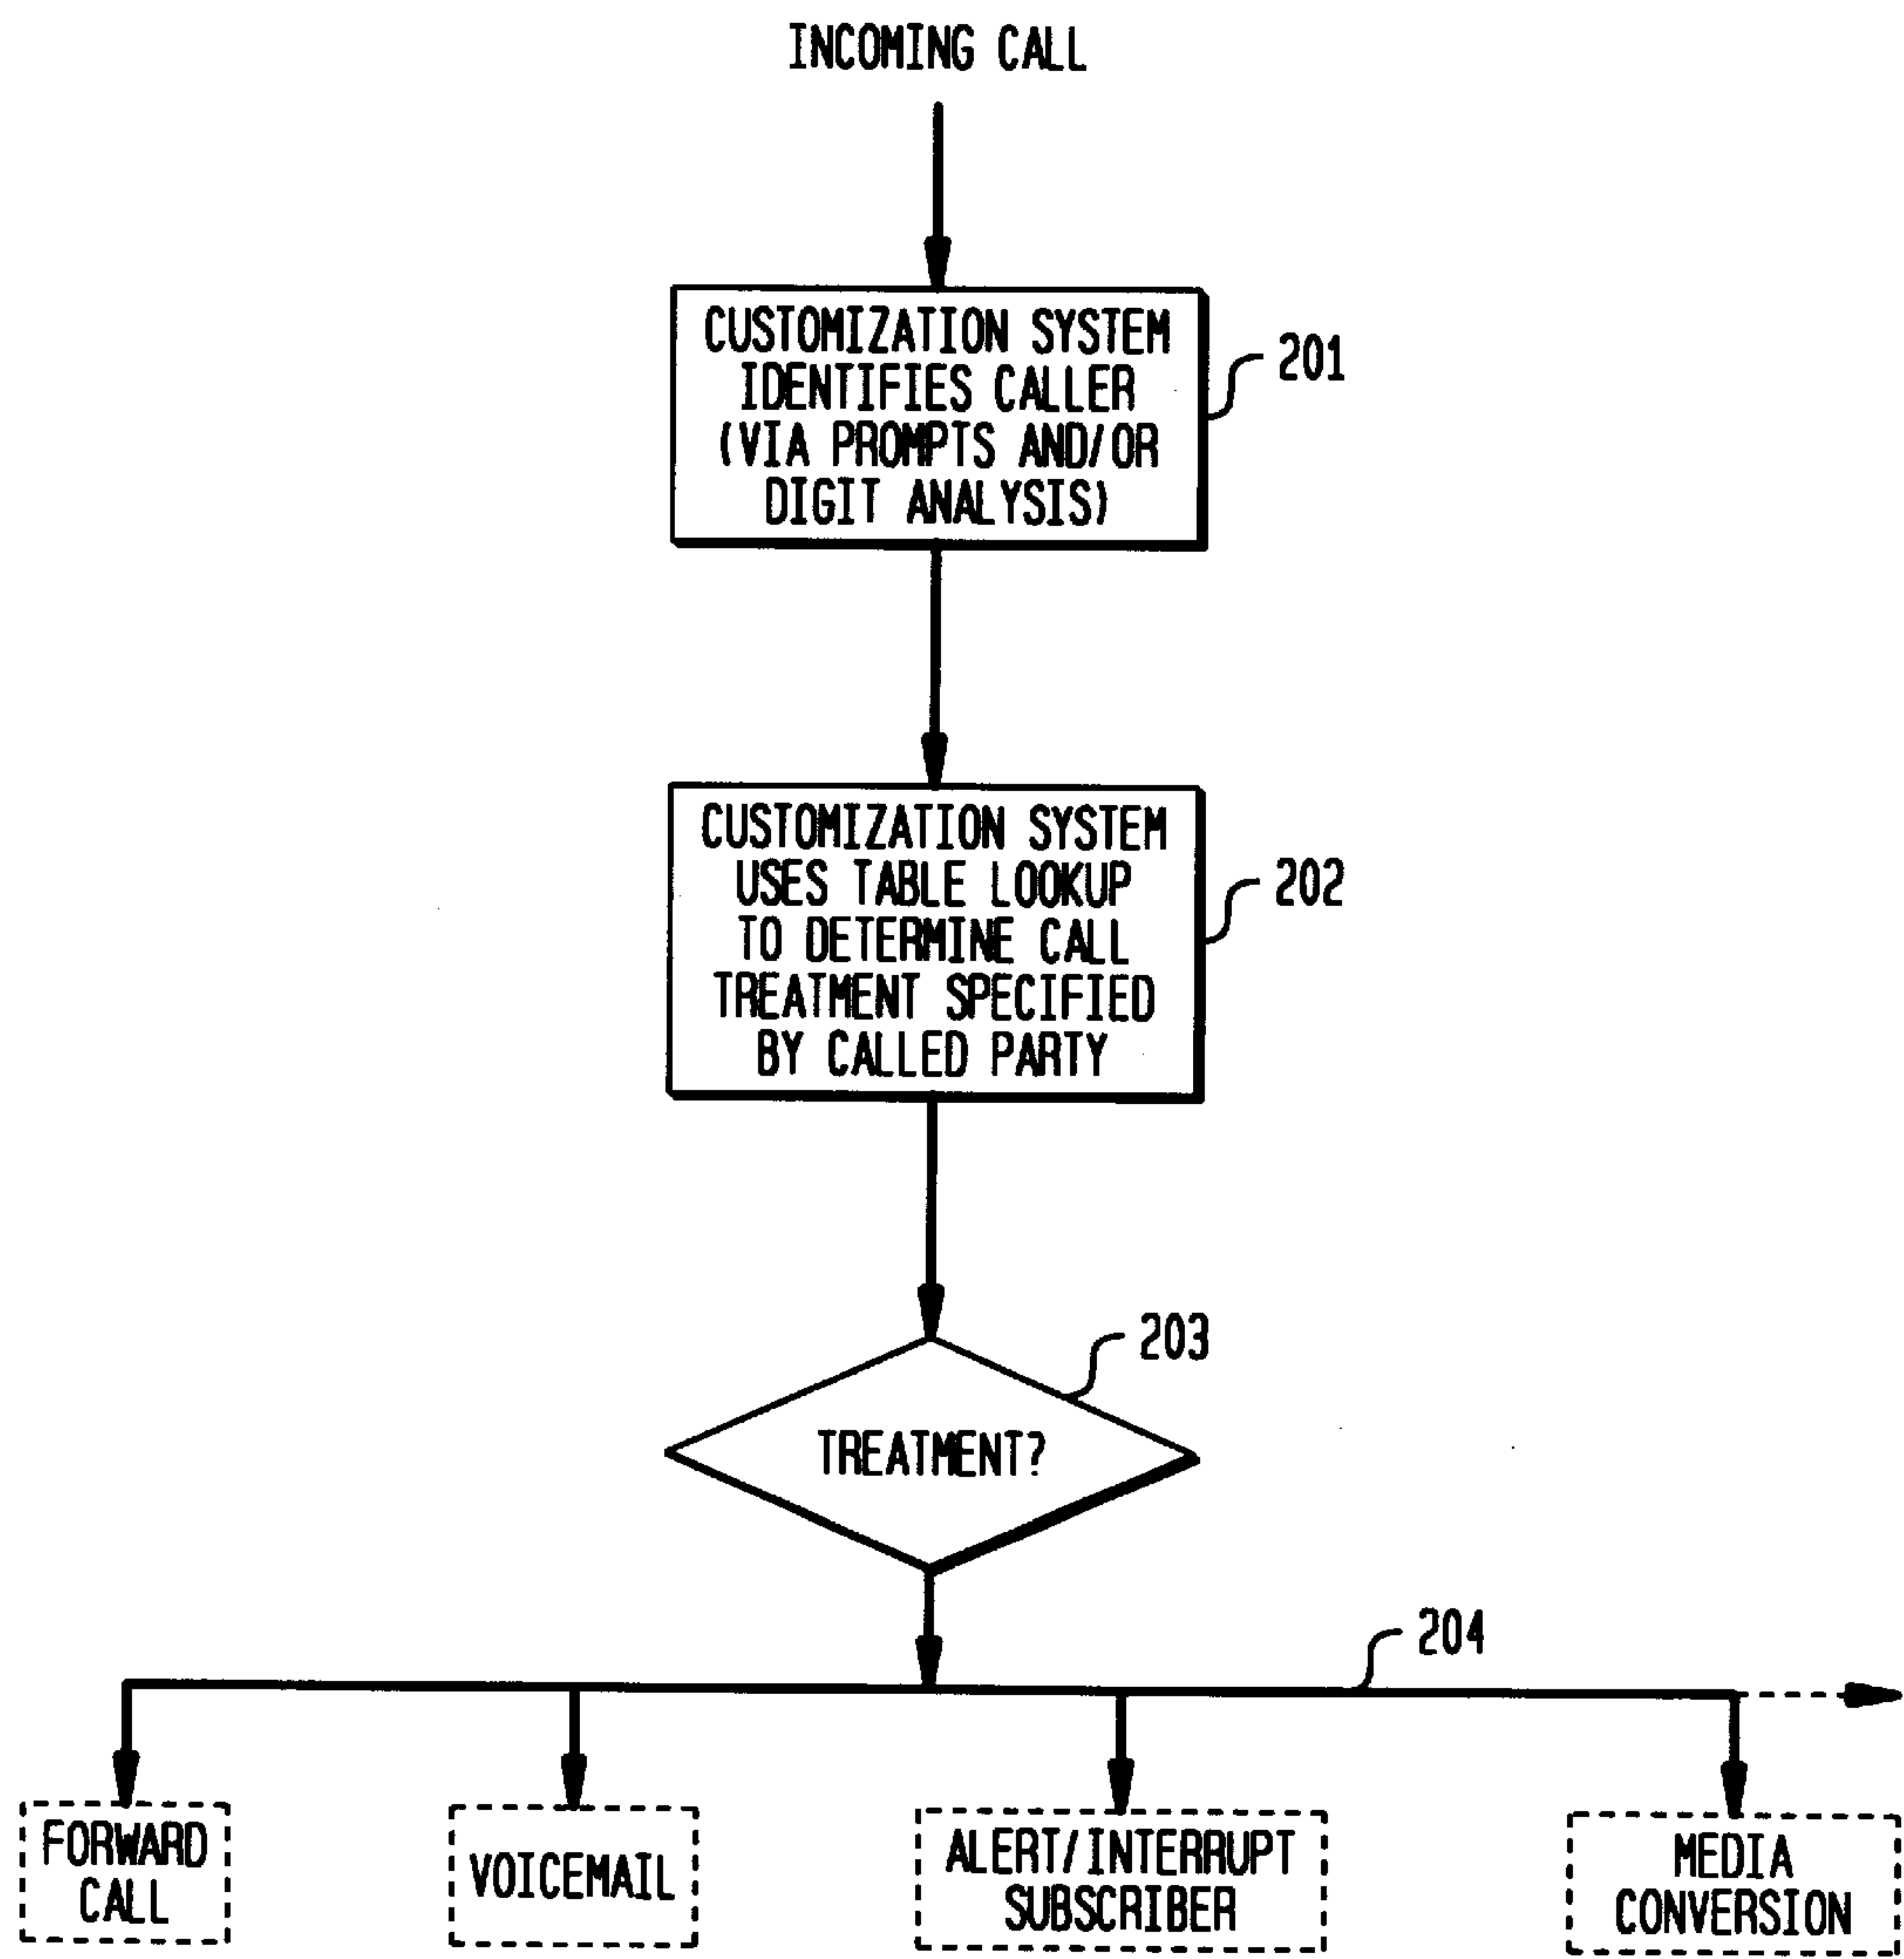 INCOMING CALL
CUSTOMIZATION SYSTEM
IDENTIFIES CALLER
(VIA PROMPTS AND/OR
DIGIT ANALYSIS)
201
CUSTOMIZATION SYSTEM
USES TABLE LOOKUP
TO DETERMINE CALL
TREATMENT SPECIFIED
BY CALLED PARTY
202
203
TREATMENT?
204
FORWARD
CALL
VOICEMAIL
ALERT/INTERRUPT
SUBSCRIBER
MEDIA
CONVERSION